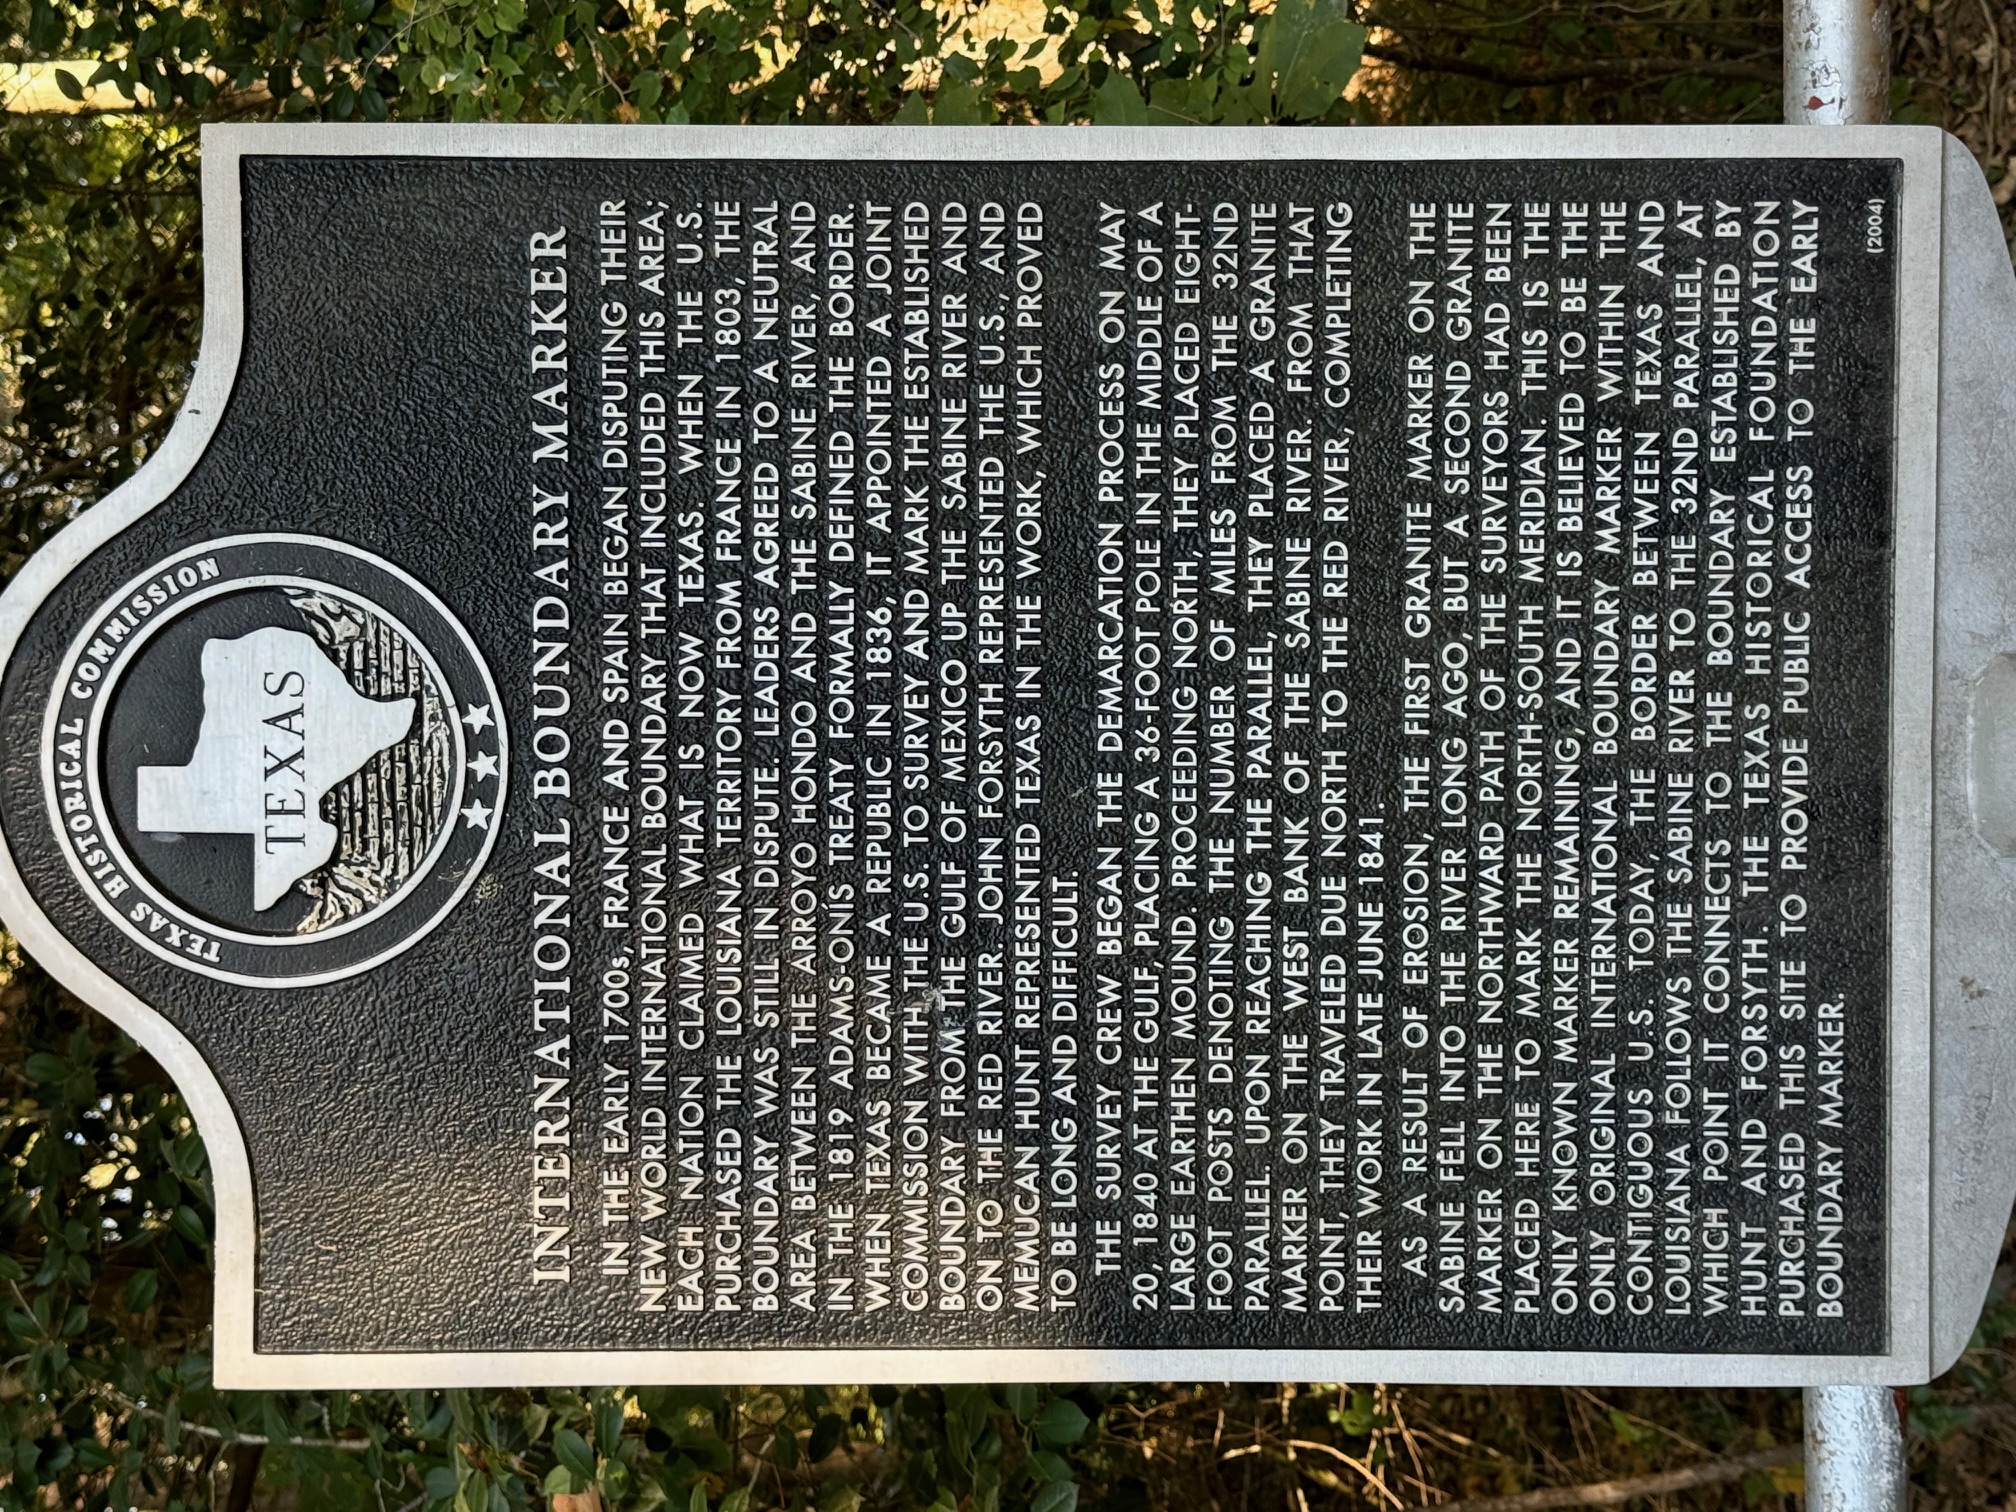 TEXAS HISTORICAL COMMISSION
TEXAS
INTERNATIONAL BOUNDARY MARKER
IN THE EARLY 1700s, FRANCE AND SPAIN BEGAN DISPUTING THEIR
NEW WORLD INTERNATIONAL BOUNDARY THAT INCLUDED THIS AREA;
EACH NATION CLAIMED WHAT IS NOW TEXAS. WHEN THE U.S.
PURCHASED THE LOUISIANA TERRITORY FROM FRANCE IN 1803, THE
BOUNDARY WAS STILL IN DISPUTE. LEADERS AGREED TO A NEUTRAL
AREA BETWEEN THE ARROYO HONDO AND THE SABINE RIVER, AND
IN THE 1819 ADAMS-ONIS TREATY FORMALLY DEFINED THE BORDER.
WHEN TEXAS BECAME A REPUBLIC IN 1836, IT APPOINTED A JOINT
COMMISSION WITH THE U.S. TO SURVEY AND MARK THE ESTABLISHED
BOUNDARY FROM THE GULF OF MEXICO UP THE SABINE RIVER AND
ON TO THE RED RIVER. JOHN FORSYTH REPRESENTED THE U.S., AND
MEMUCAN HUNT REPRESENTED TEXAS IN THE WORK, WHICH PROVED
TO BE LONG AND DIFFICULT.
THE SURVEY CREW BEGAN THE DEMARCATION PROCESS ON MAY
20, 1840 AT THE GULF, PLACING A 36-FOOT POLE IN THE MIDDLE OF A
LARGE EARTHEN MOUND. PROCEEDING NORTH, THEY PLACED EIGHT-
FOOT POSTS DENOTING THE NUMBER OF MILES FROM THE 32ND
PARALLEL. UPON REACHING THE PARALLEL, THEY PLACED A GRANITE
MARKER ON THE WEST BANK OF THE SABINE RIVER. FROM THAT
POINT, THEY TRAVELED DUE NORTH TO THE RED RIVER, COMPLETING
THEIR WORK IN LATE JUNE 1841.
AS A RESULT OF EROSION, THE FIRST GRANITE MARKER ON THE
SABINE FELL INTO THE RIVER LONG AGO, BUT A SECOND GRANITE
MARKER ON THE NORTHWARD PATH OF THE SURVEYORS HAD BEEN
PLACED HERE TO MARK THE NORTH-SOUTH MERIDIAN. THIS IS THE
ONLY KNOWN MARKER REMAINING, AND IT IS BELIEVED TO BE THE
ONLY ORIGINAL INTERNATIONAL BOUNDARY MARKER WITHIN THE
CONTIGUOUS U.S. TODAY, THE BORDER BETWEEN TEXAS AND
LOUISIANA FOLLOWS THE SABINE RIVER TO THE 32ND PARALLEL, AT
WHICH POINT IT CONNECTS TO THE BOUNDARY ESTABLISHED BY
HUNT AND FORSYTH. THE TEXAS HISTORICAL FOUNDATION
PURCHASED THIS SITE TO PROVIDE PUBLIC ACCESS TO THE EARLY
BOUNDARY MARKER.
(2004)